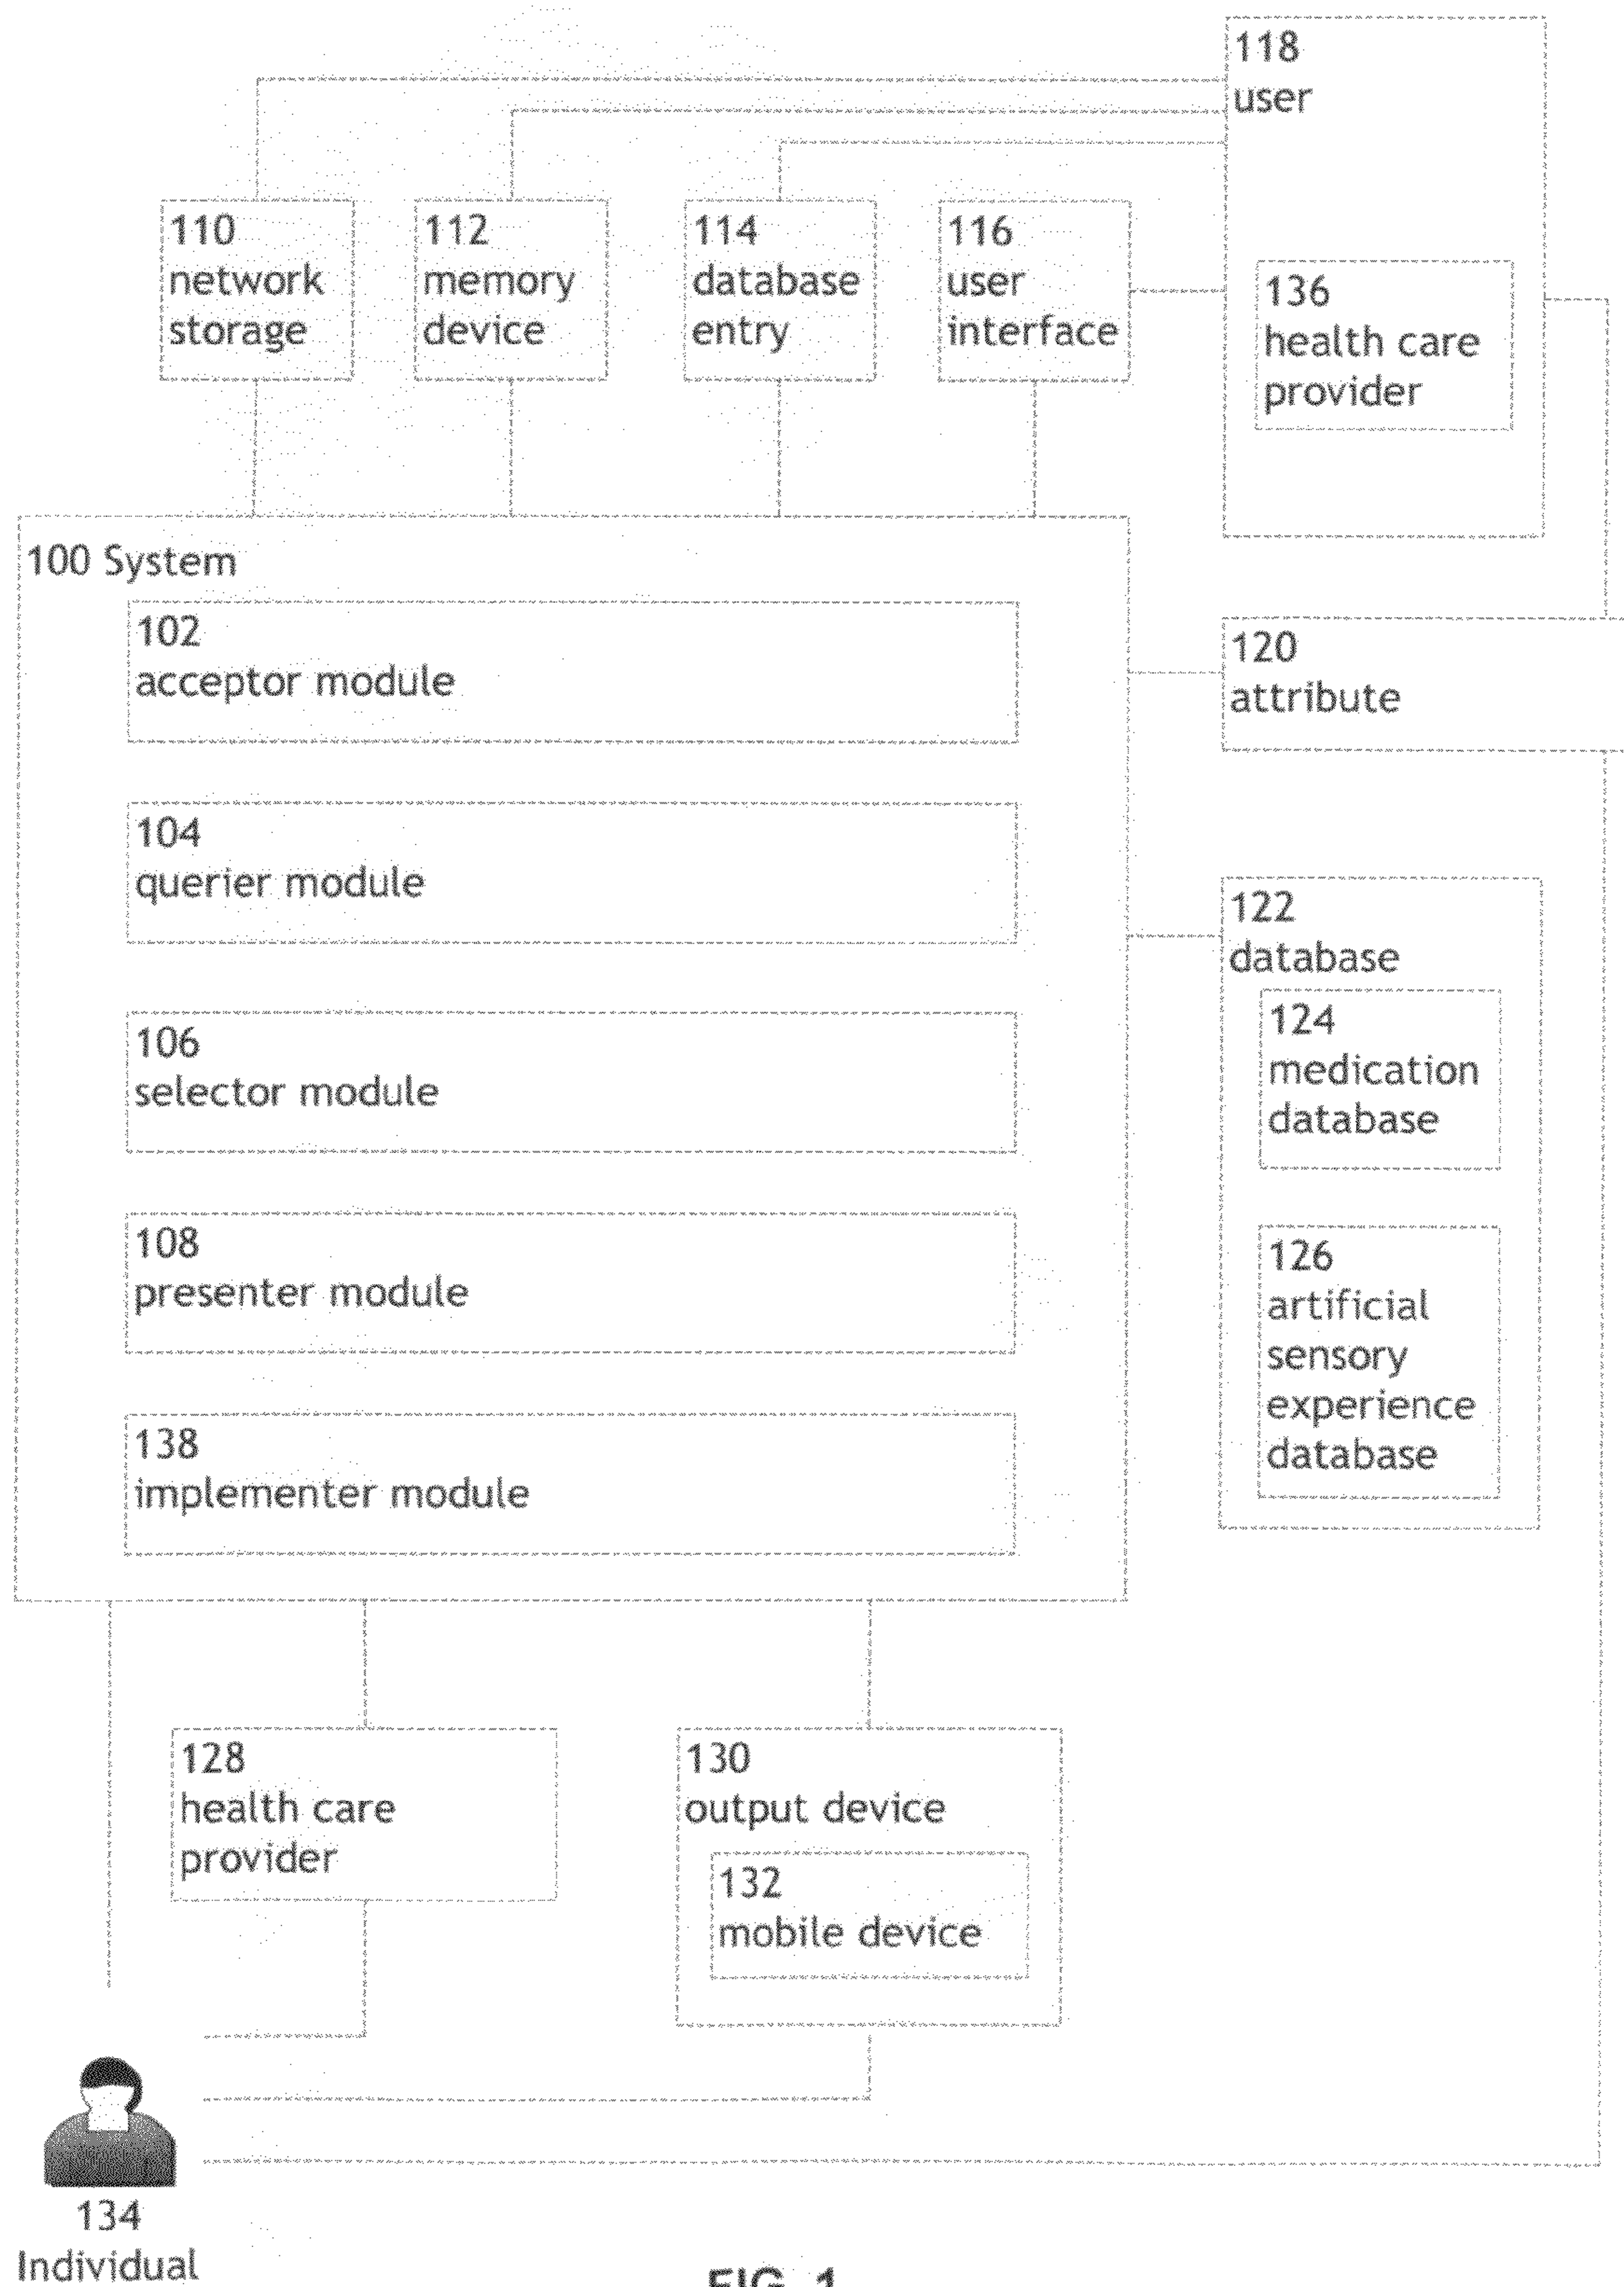 118
user
110
network
storage
112
memory
device
114
database
entry
116
user
interface
136
health care
provider
100 System
102
acceptor module
120
attribute
104
querier module
122
database
124
medication
database
106
selector module
108
presenter module
126
artificial
sensory
experience
database
138
implementer module
128
health care
provider
130
output device
132
mobile device
134
Individual
FIG. 1